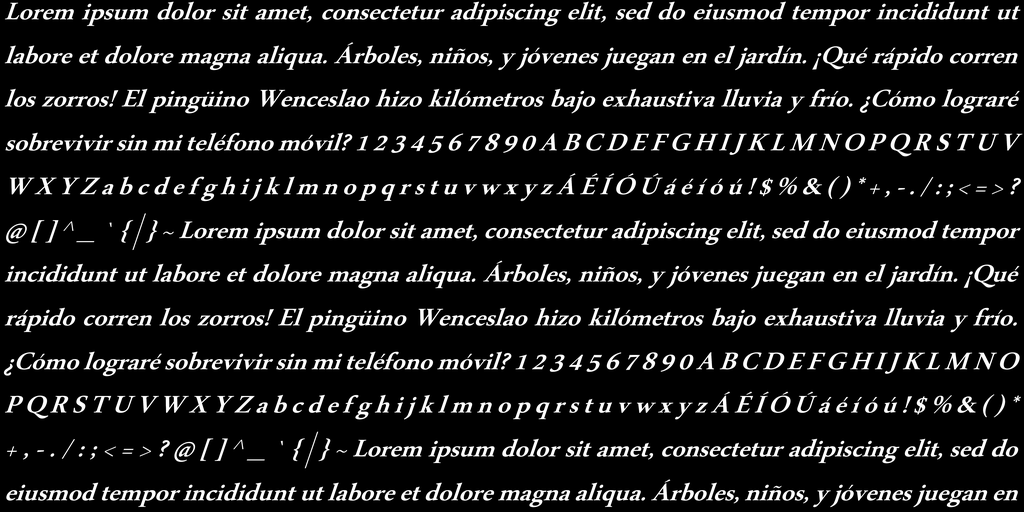 Lorem ipsum dolor sit amet, consectetur adipiscing elit, sed do eiusmod tempor incididunt ut
labore et dolore magna aliqua. Árboles, niños, y jóvenes juegan en el jardín. ¡Qué rápido corren
los zorros! El pingüino Wenceslao hizo kilómetros bajo exhaustiva lluvia y frío. ¿Cómo lograré
sobrevivir sin mi teléfono móvil? 1 2 3 4 5 6 7 8 9 0 A B C D E F G H I J K L M N O P Q R S T U V
W X Y Z a b c d e f g h i j k l m n o p q r s t u v w x y z Á É Í Ó Ú á é í ó ú ! $ % & ( ) * + , - . / : ; < = > ?
@ [ ] ^ _ ` { | } ~ Lorem ipsum dolor sit amet, consectetur adipiscing elit, sed do eiusmod tempor
incididunt ut labore et dolore magna aliqua. Árboles, niños, y jóvenes juegan en el jardín. ¡Qué
rápido corren los zorros! El pingüino Wenceslao hizo kilómetros bajo exhaustiva lluvia y frío.
¿Cómo lograré sobrevivir sin mi teléfono móvil? 1 2 3 4 5 6 7 8 9 0 A B C D E F G H I J K L M N O
P Q R S T U V W X Y Z a b c d e f g h i j k l m n o p q r s t u v w x y z Á É Í Ó Ú á é í ó ú ! $ % & ( ) *
+ , - . / : ; < = > ? @ [ ] ^ _ ` { | } ~ Lorem ipsum dolor sit amet, consectetur adipiscing elit, sed do
eiusmod tempor incididunt ut labore et dolore magna aliqua. Árboles, niños, y jóvenes juegan en